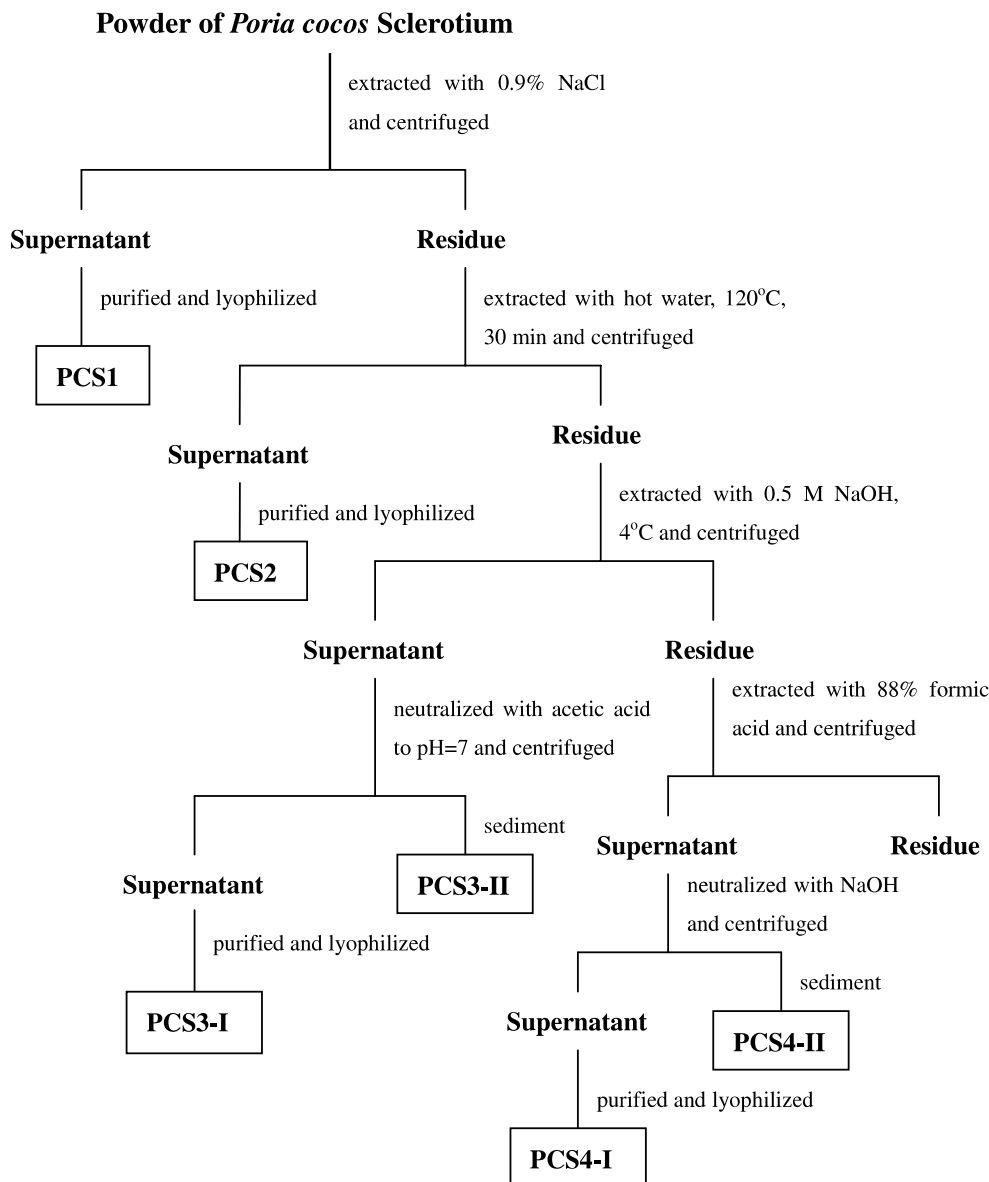 Powder of Poria cocos Sclerotium
extracted with 0.9% NaCl
and centrifuged
Supernatant
Residue
purified and lyophilized
extracted with hot water, 120°C,
30 min and centrifuged
PCS1
Supernatant
Residue
purified and lyophilized
extracted with 0.5 M NaOH,
4°C and centrifuged
PCS2
Supernatant
Residue
neutralized with acetic acid
to pH=7 and centrifuged
extracted with 88% formic
acid and centrifuged
sediment
Supernatant
PCS3-II
Supernatant
Residue
purified and lyophilized
neutralized with NaOH
and centrifuged
PCS3-I
Supernatant
sediment
PCS4-II
purified and lyophilized
PCS4-I